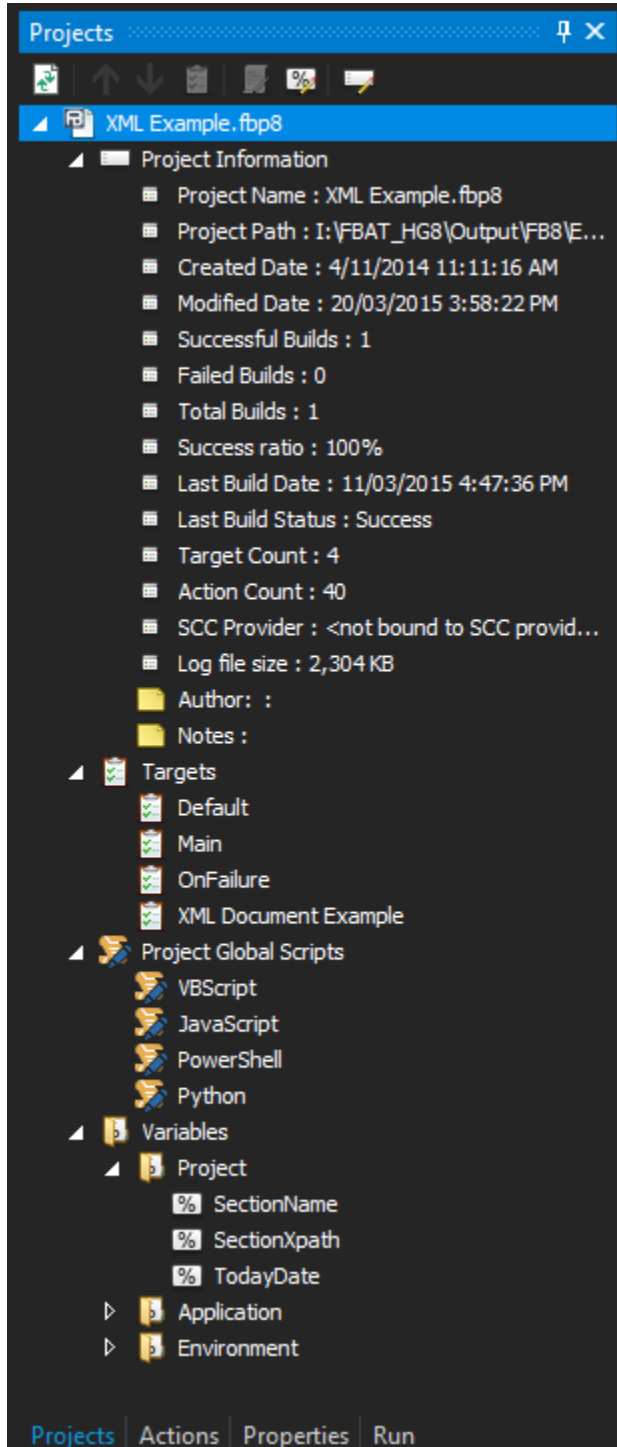 Projects
XML Example.fbp8
Project Information
Project Name : XML Example.fbp8
Project Path : I:\FBAT_HG8\Output\FB8\E...
Created Date : 4/11/2014 11:11:16 AM
Modified Date : 20/03/2015 3:58:22 PM
Successful Builds : 1
Failed Builds : 0
Total Builds : 1
Success ratio : 100%
Last Build Date : 11/03/2015 4:47:36 PM
Last Build Status : Success
Target Count : 4
Action Count : 40
SCC Provider : <not bound to SCC provid...
Log file size : 2,304 KB
Author: :
Notes :
Targets
Default
Main
OnFailure
XML Document Example
Project Global Scripts
VBScript
JavaScript
PowerShell
Python
Variables
Project
SectionName
SectionXpath
TodayDate
Application
Environment
Projects Actions Properties Run